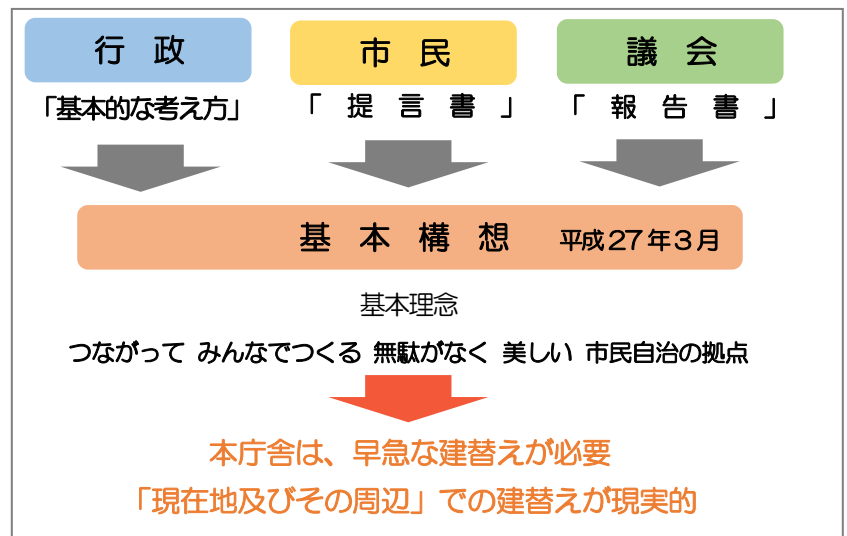 行 政
市 民
議 会
「基本的な考え方」
「 提 言 書 」
「 報 告 書 」
基 本 構 想 平成27年3月
基本理念
つながって みんなでつくる 無駄がなく 美しい 市民自治の拠点
本庁舎は、早急な建替えが必要
「現在地及びその周辺」での建替えが現実的